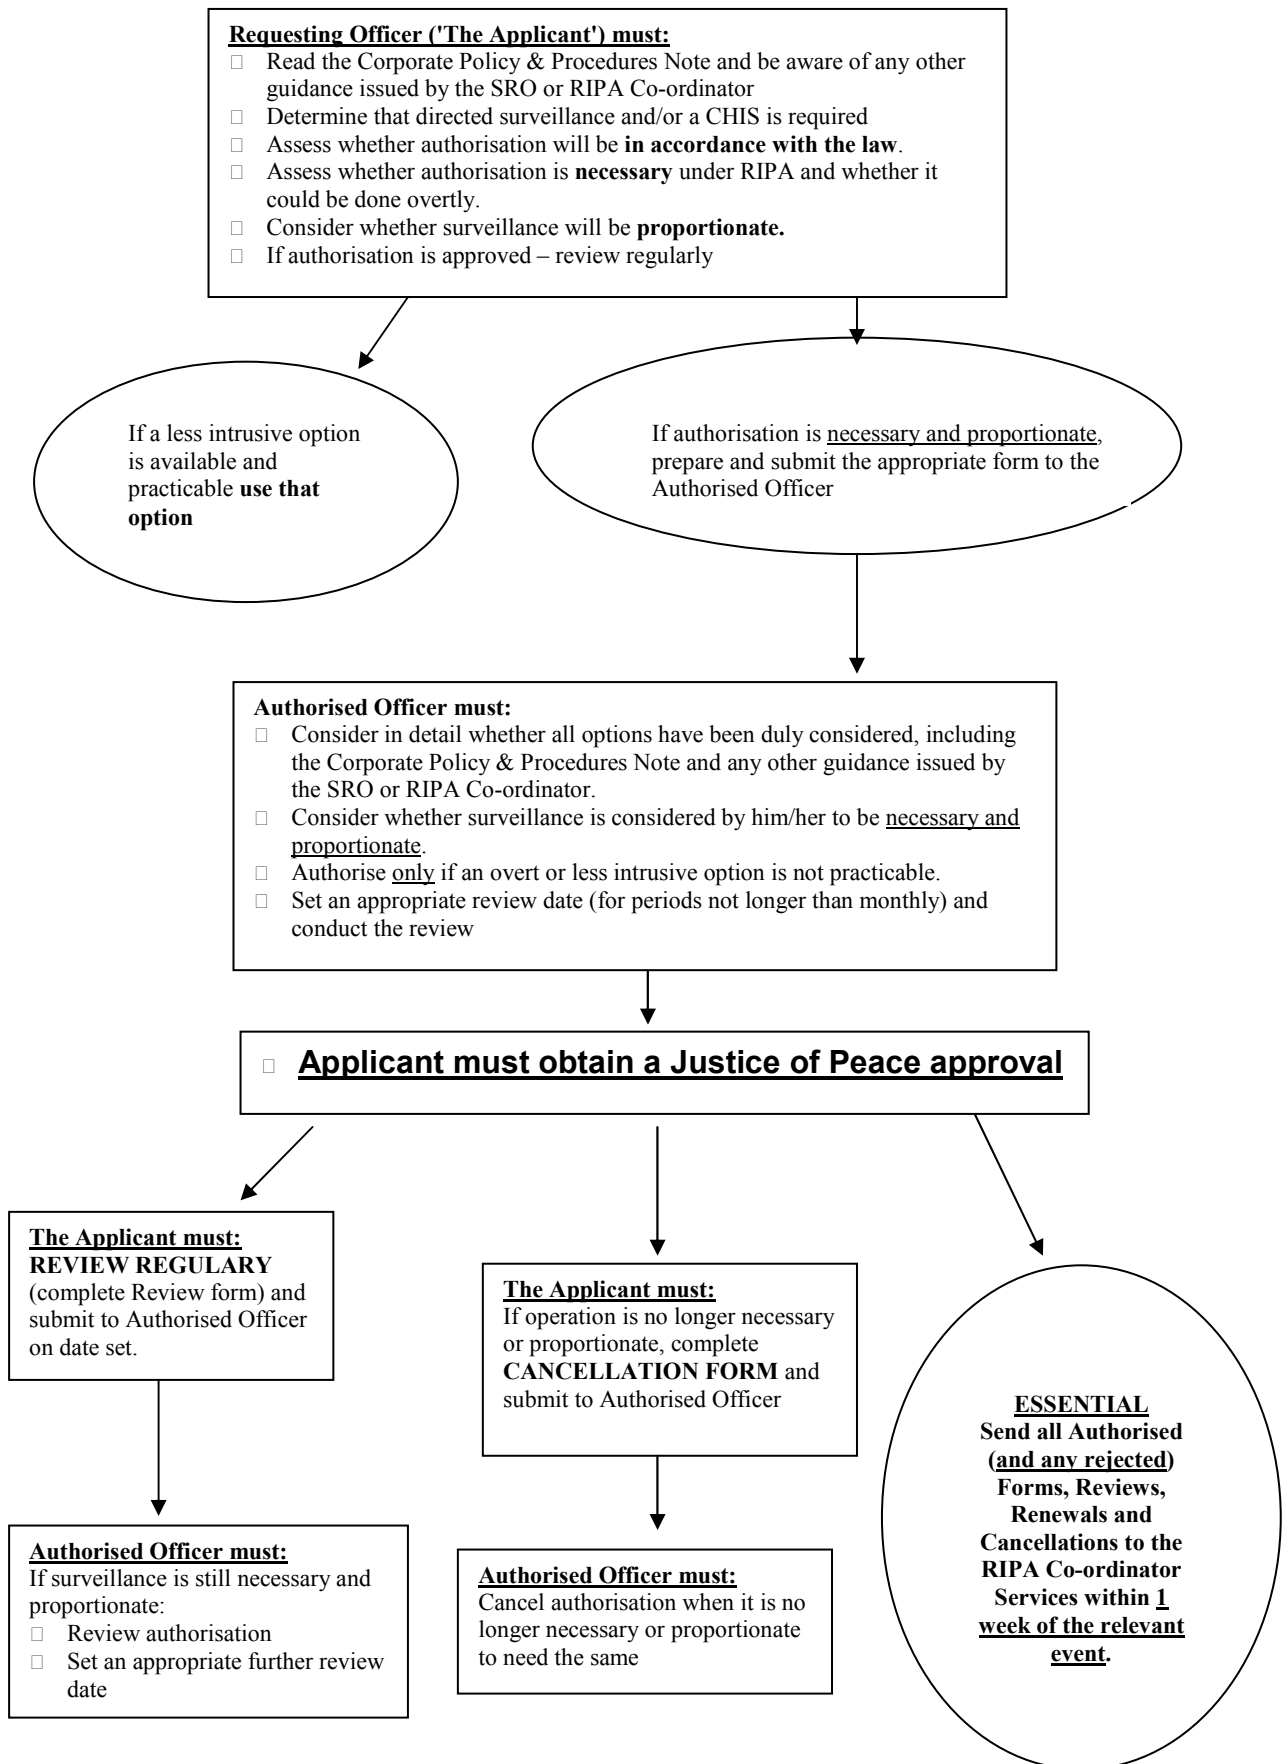 Requesting Officer ('The Applicant') must:
Read the Corporate Policy & Procedures Note and be aware of any other
guidance issued by the SRO or RIPA Co-ordinator
Determine that directed surveillance and/or a CHIS is required
Assess whether authorisation will be in accordance with the law.
Assess whether authorisation is necessary under RIPA and whether it
could be done overtly.
Consider whether surveillance will be proportionate.
If authorisation is approved – review regularly
If a less intrusive option
is available and
practicable use that
option
If authorisation is necessary and proportionate,
prepare and submit the appropriate form to the
Authorised Officer
Authorised Officer must:
Consider in detail whether all options have been duly considered, including
the Corporate Policy & Procedures Note and any other guidance issued by
the SRO or RIPA Co-ordinator.
Consider whether surveillance is considered by him/her to be necessary and
proportionate.
Authorise only if an overt or less intrusive option is not practicable.
Set an appropriate review date (for periods not longer than monthly) and
conduct the review
Applicant must obtain a Justice of Peace approval
The Applicant must:
REVIEW REGULARY
(complete Review form) and
submit to Authorised Officer
on date set.
The Applicant must:
If operation is no longer necessary
or proportionate, complete
CANCELLATION FORM and
submit to Authorised Officer
ESSENTIAL
Send all Authorised
(and any rejected)
Forms, Reviews,
Renewals and
Cancellations to the
RIPA Co-ordinator
Services within 1
week of the relevant
event.
Authorised Officer must:
If surveillance is still necessary and
proportionate:
Review authorisation
Set an appropriate further review
date
Authorised Officer must:
Cancel authorisation when it is no
longer necessary or proportionate
to need the same